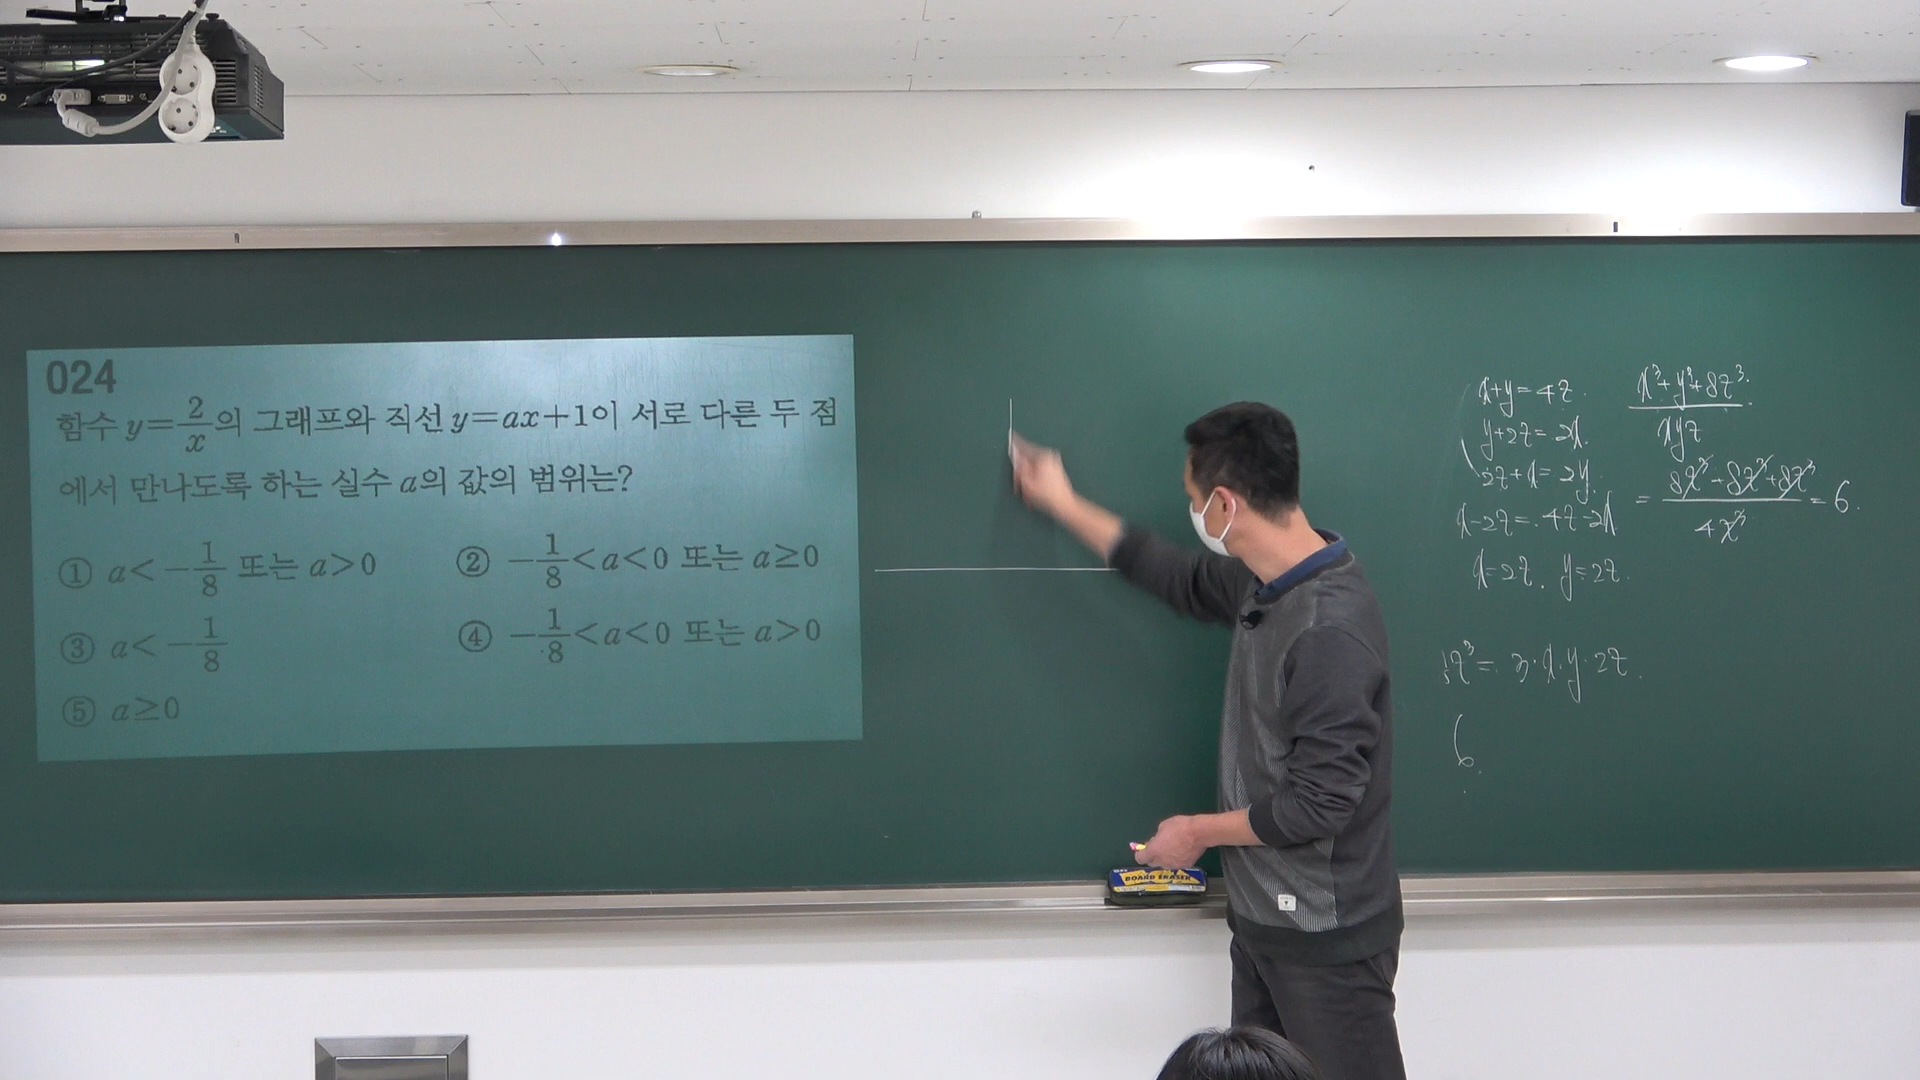 024
함수 y=2/x의 그래프와 직선 y=ax+1이 서로 다른 두 점
에서 만나도록 하는 실수 a의 값의 범위는?
① a<-1/8 또는 a>0
② -1/8<a<0 또는 a≥0
③ a<-1/8
④ -1/8<a<0 또는 a>0
⑤ a≥0
x+y=4z.
y+2z=2x.
2z+x=2y.
x-2z=.4z-2x
x=2z. y=2z.
z³=. 3·x·y·2z.
6.
x³+y³+8z³.
xyz
= 8z³+8z³+8z³ / 4z³ = 6.
BOARD ERASER